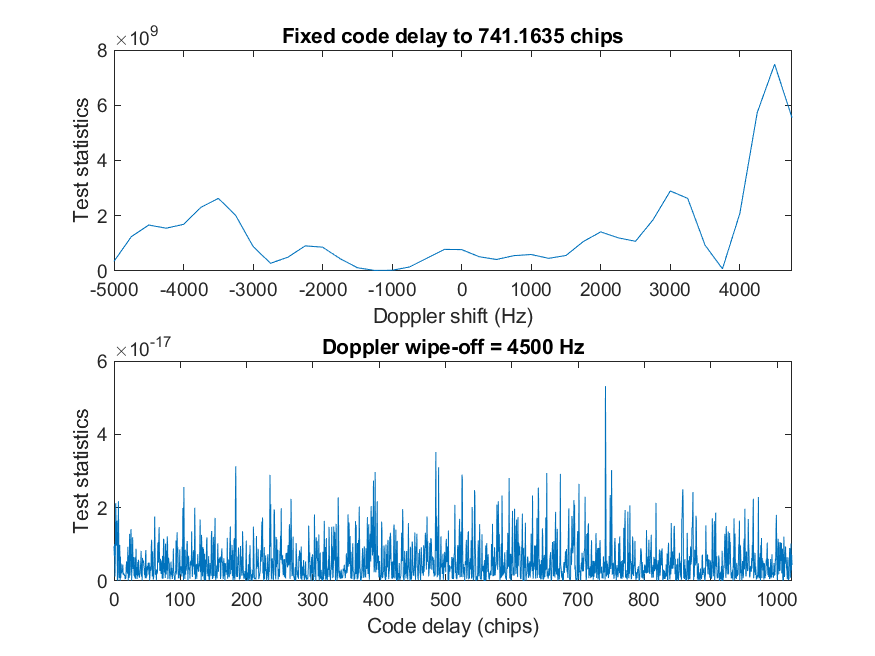 ×10^9
Fixed code delay to 741.1635 chips
8
6
4
2
0
Test statistics
-5000 -4000 -3000 -2000 -1000 0 1000 2000 3000 4000
Doppler shift (Hz)
×10^-17
Doppler wipe-off = 4500 Hz
6
4
2
0
Test statistics
0 100 200 300 400 500 600 700 800 900 1000
Code delay (chips)